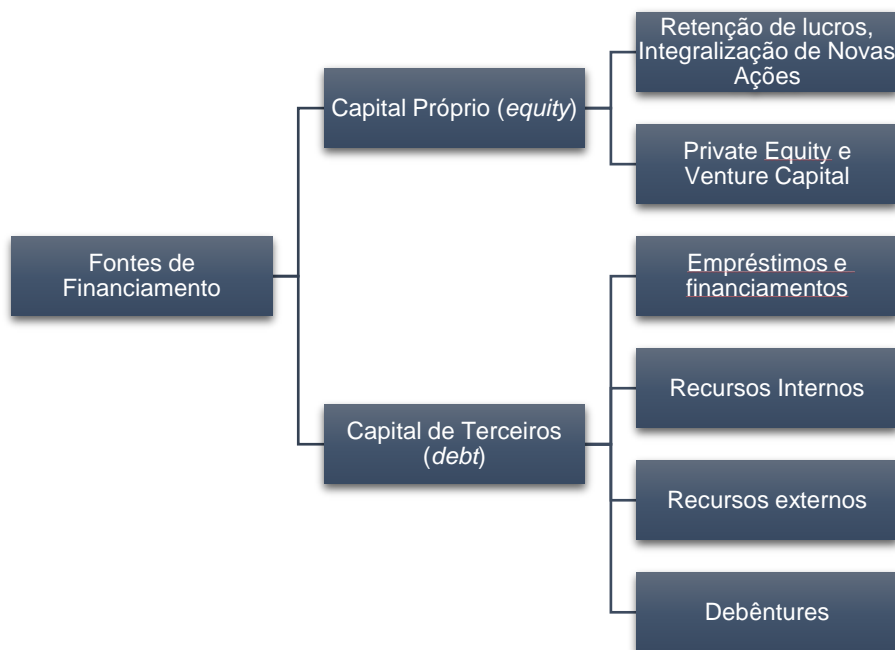 Retenção de lucros,
Integralização de Novas
Ações
Capital Próprio (equity)
Private Equity e
Venture Capital
Fontes de
Financiamento
Empréstimos e
financiamentos
Recursos Internos
Capital de Terceiros
(debt)
Recursos externos
Debêntures